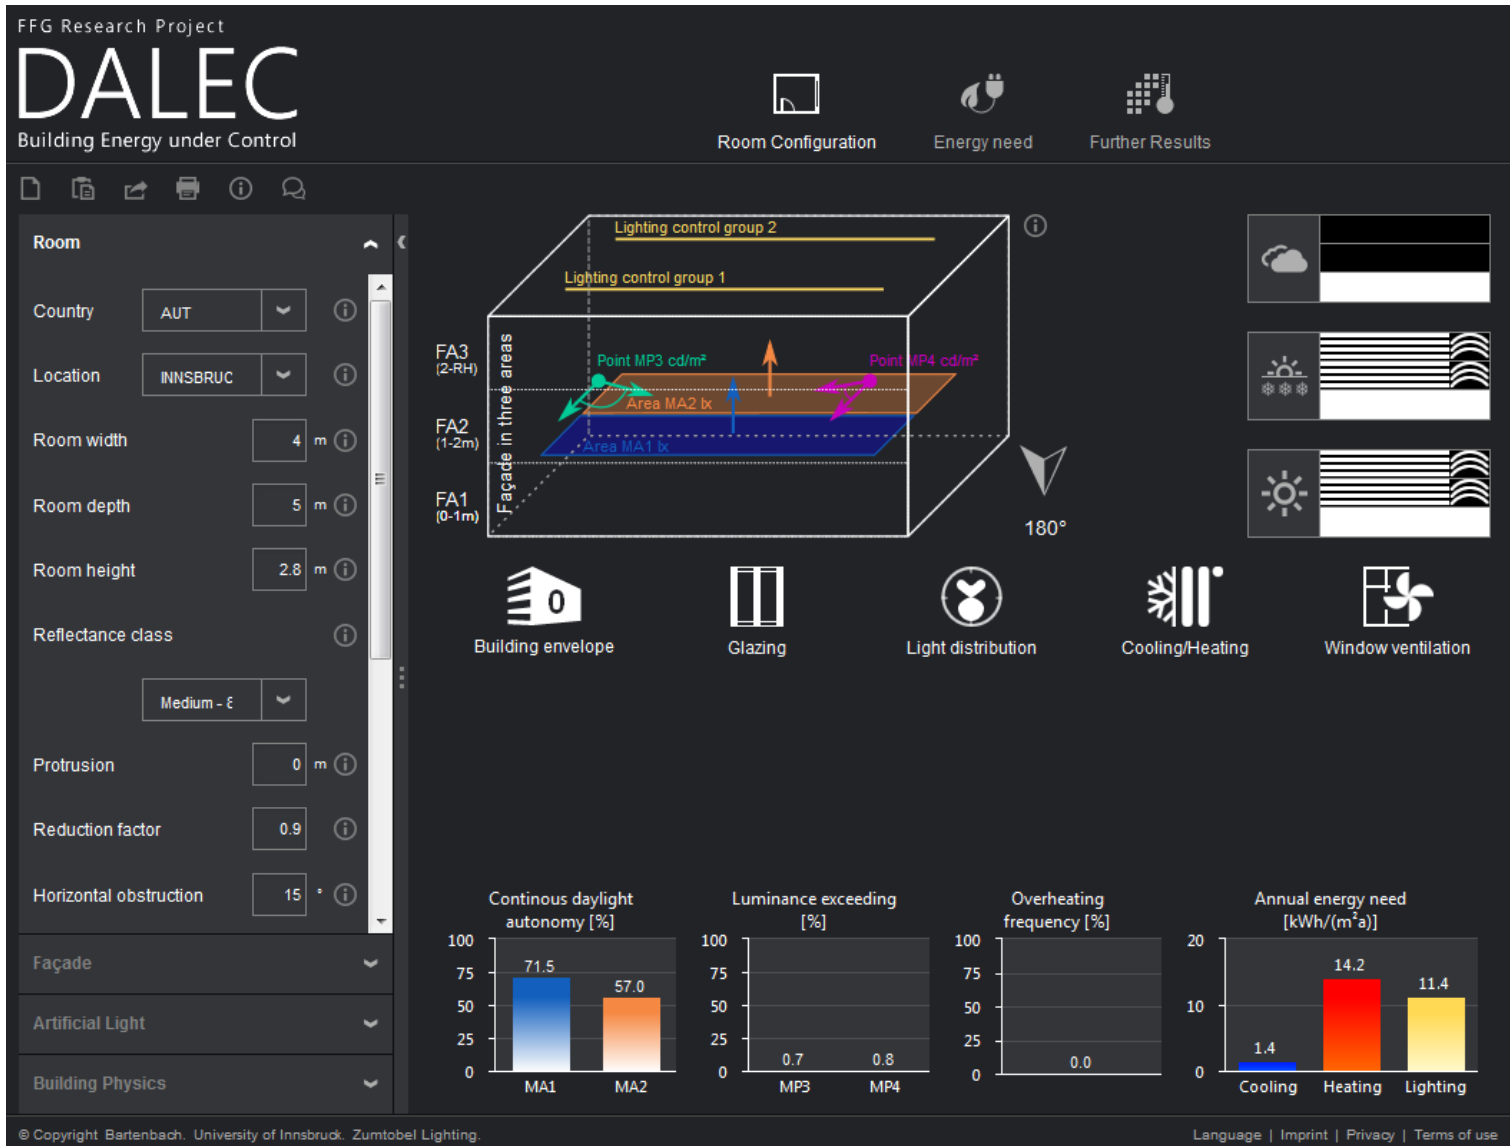 FFG Research Project
DALEC
Building Energy under Control
Room Configuration
Energy need
Further Results
Room
Country
AUT
Location
INNSBRUC
Room width
4 m
Room depth
5 m
Room height
2.8 m
Reflectance class
Medium - 8
Protrusion
0 m
Reduction factor
0.9
Horizontal obstruction
15 °
Façade
Artificial Light
Building Physics
Lighting control group 2
Lighting control group 1
FA3
(2-RH)
FA2
(1-2m)
FA1
(0-1m)
Façade in three areas
Point MP3 cd/m²
Point MP4 cd/m²
Area MA2 lx
Area MA1 lx
180°
0
Building envelope
Glazing
Light distribution
Cooling/Heating
Window ventilation
Continous daylight
autonomy [%]
100
75
50
25
0
71.5
57.0
MA1
MA2
Luminance exceeding
[%]
100
75
50
25
0
0.7
0.8
MP3
MP4
Overheating
frequency [%]
100
75
50
25
0
0.0
Annual energy need
[kWh/(m²a)]
20
10
0
1.4
14.2
11.4
Cooling
Heating
Lighting
© Copyright Bartenbach. University of Innsbruck. Zumtobel Lighting.
Language | Imprint | Privacy | Terms of use